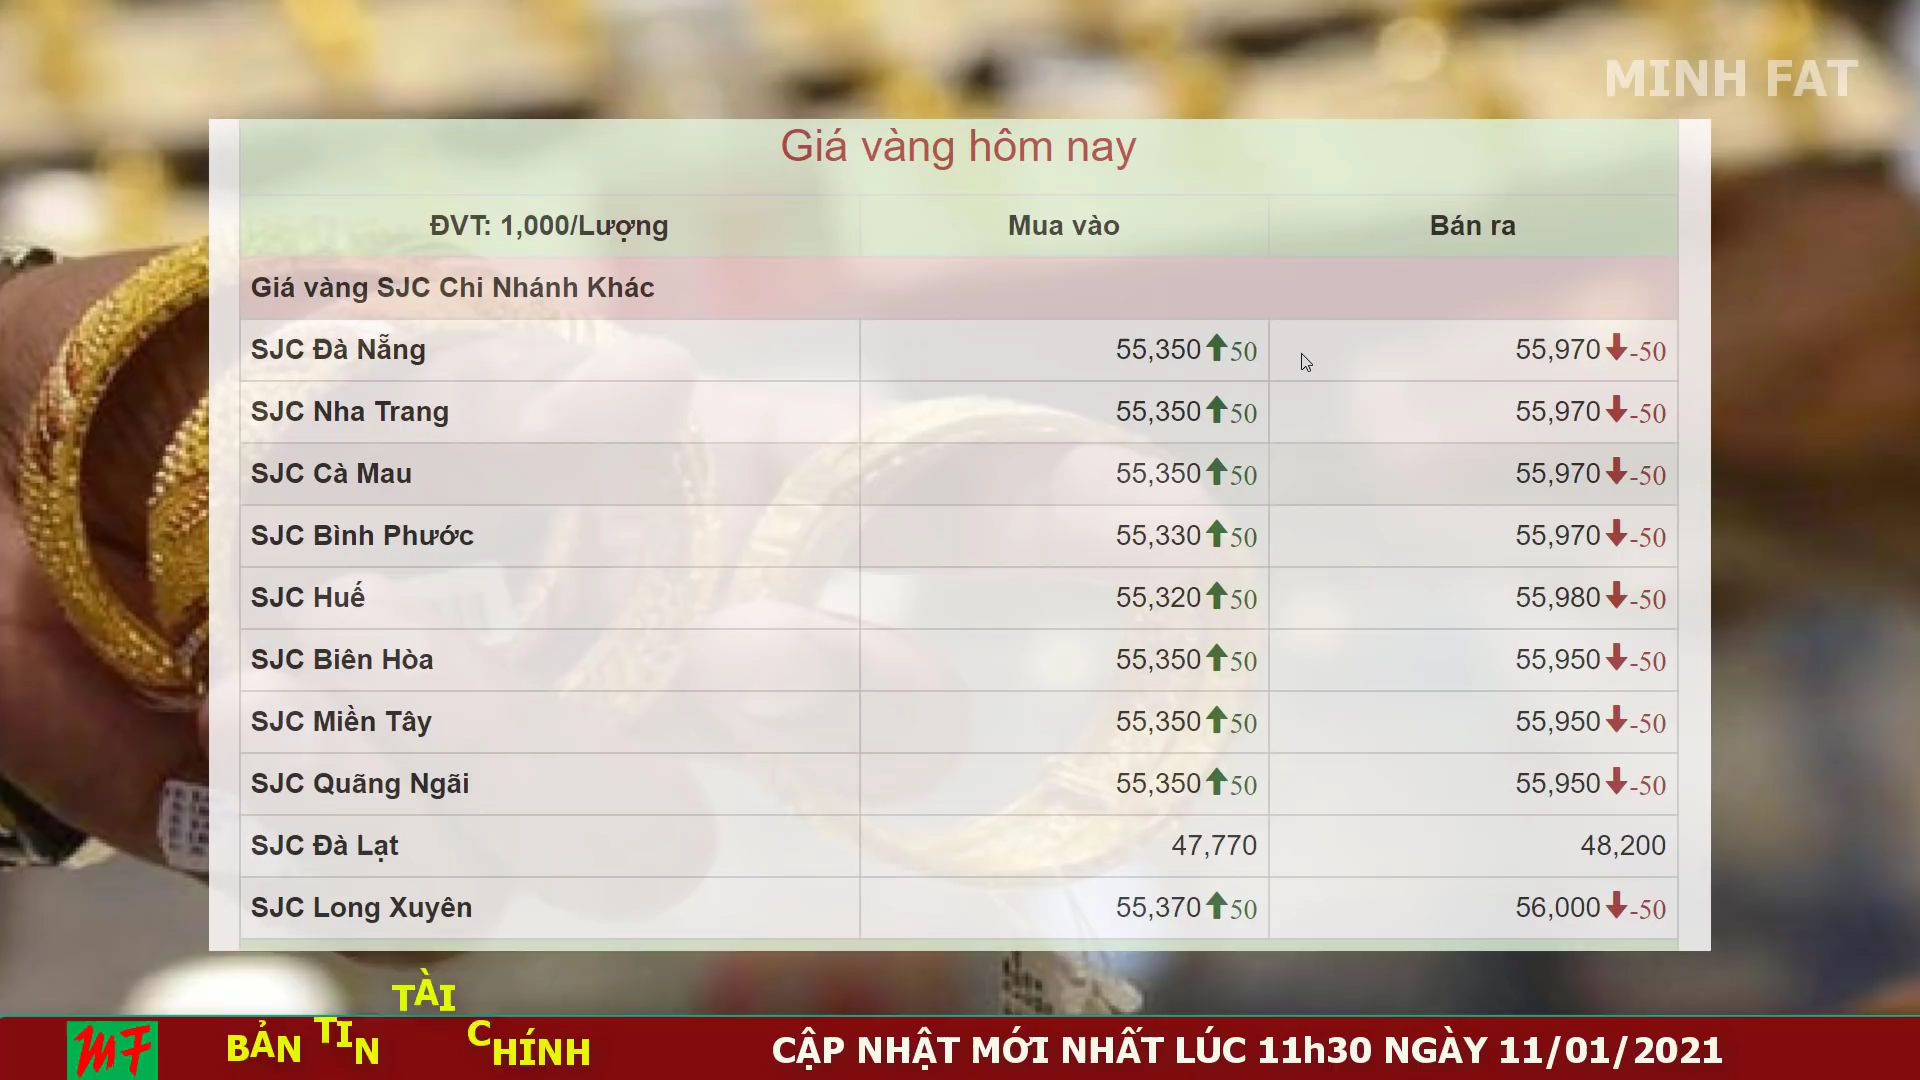 MINH FAT
Giá vàng hôm nay
ĐVT: 1,000/Lượng Mua vào Bán ra
Giá vàng SJC Chi Nhánh Khác
SJC Đà Nẵng 55,350 50 55,970 -50
SJC Nha Trang 55,350 50 55,970 -50
SJC Cà Mau 55,350 50 55,970 -50
SJC Bình Phước 55,330 50 55,970 -50
SJC Huế 55,320 50 55,980 -50
SJC Biên Hòa 55,350 50 55,950 -50
SJC Miền Tây 55,350 50 55,950 -50
SJC Quãng Ngãi 55,350 50 55,950 -50
SJC Đà Lạt 47,770 48,200
SJC Long Xuyên 55,370 50 56,000 -50
MF BẢN TIN TÀI CHÍNH CẬP NHẬT MỚI NHẤT LÚC 11h30 NGÀY 11/01/2021